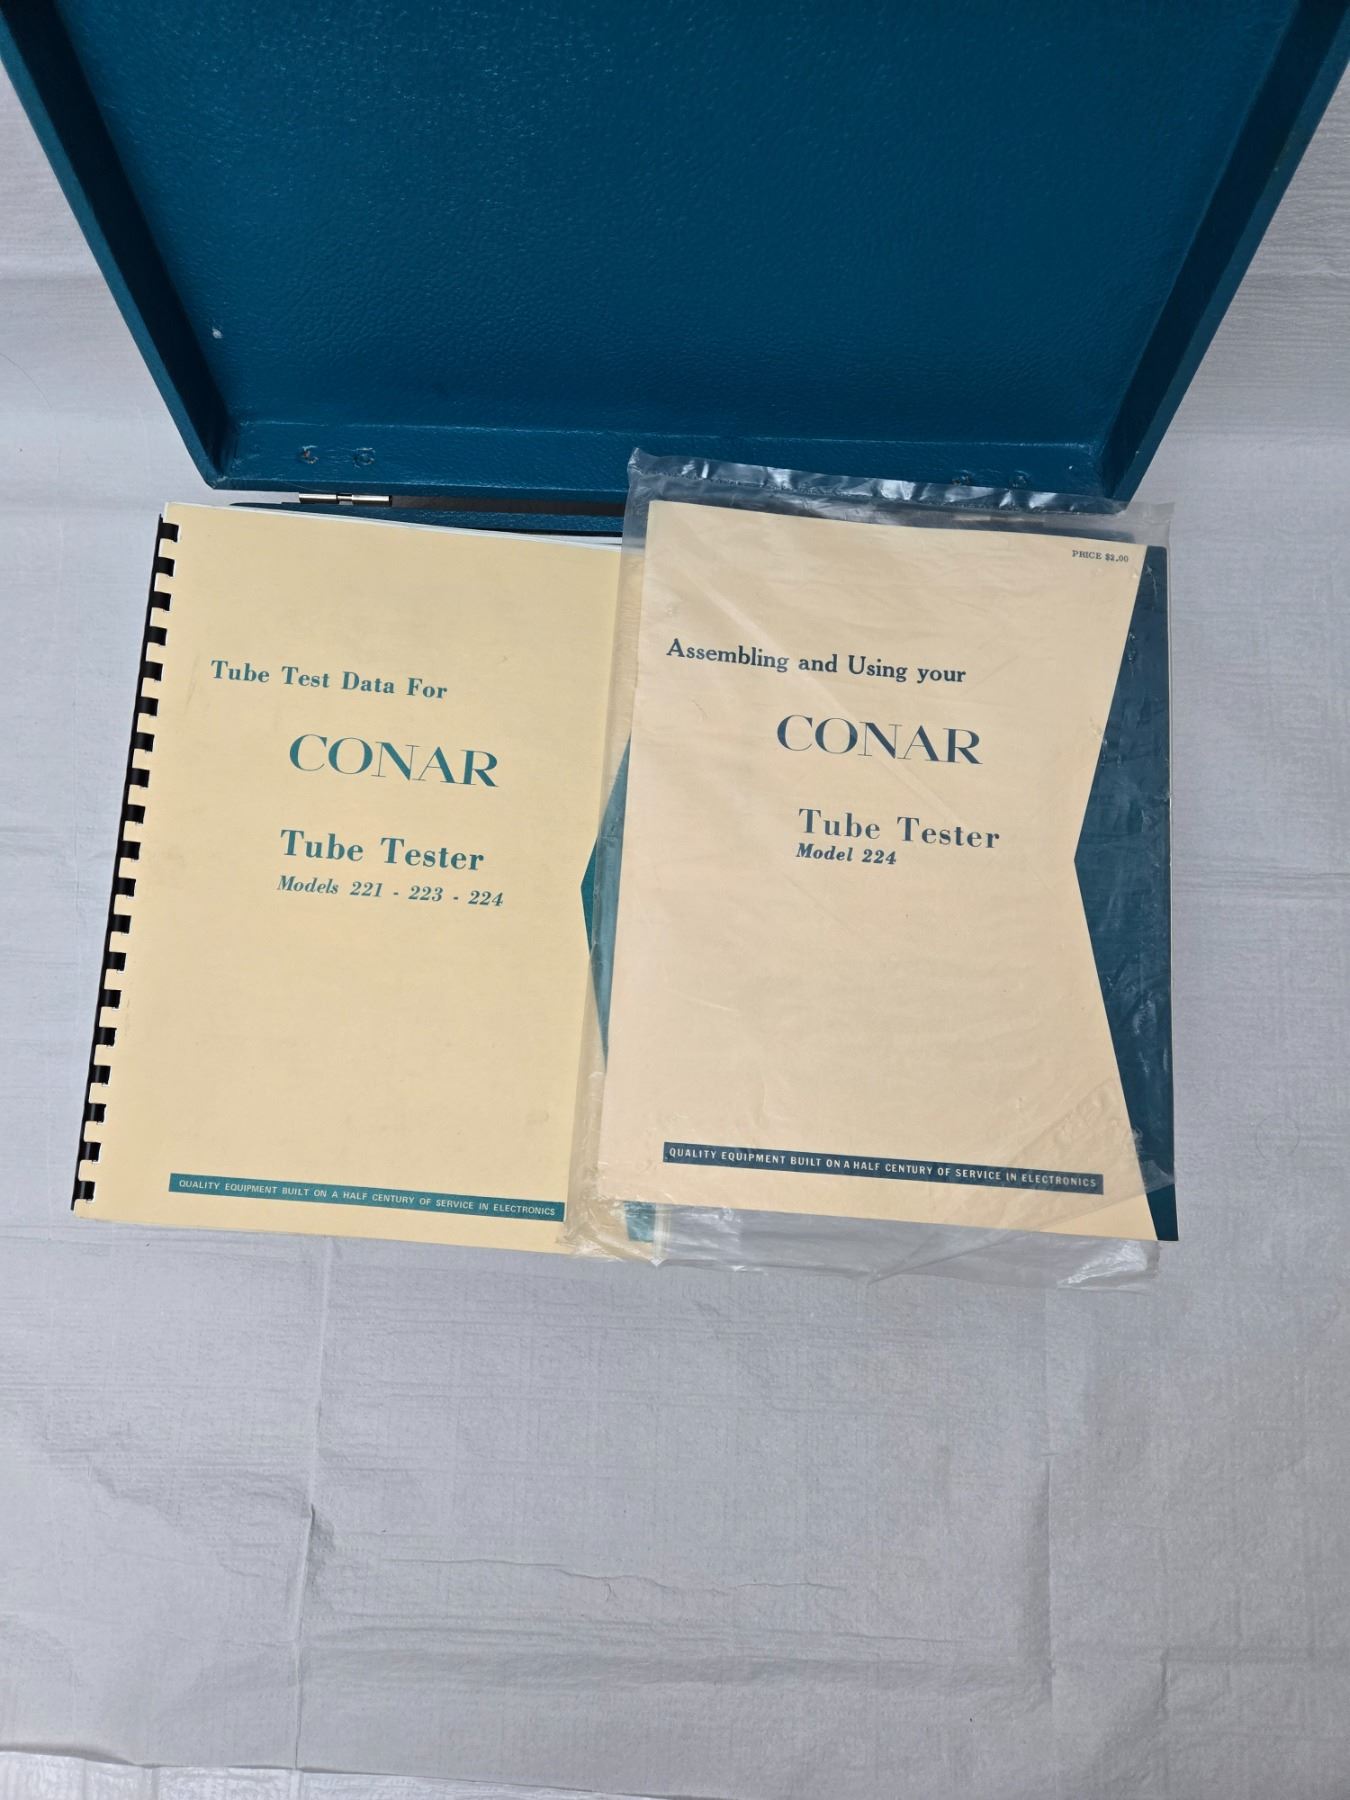 Tube Test Data For
CONAR
Tube Tester
Models 221 - 223 - 224
QUALITY EQUIPMENT BUILT ON A HALF CENTURY OF SERVICE IN ELECTRONICS
PRICE $2.00
Assembling and Using your
CONAR
Tube Tester
Model 224
QUALITY EQUIPMENT BUILT ON A HALF CENTURY OF SERVICE IN ELECTRONICS